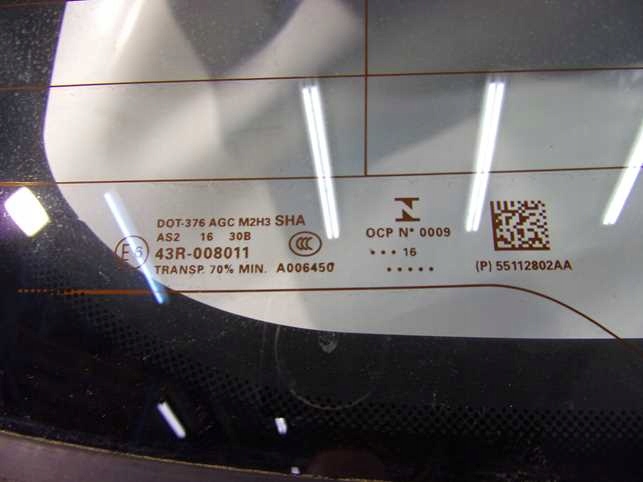 DOT-376 AGC M2H3 SHA
AS2 16 30B
E6 43R-008011
TRANSP. 70% MIN. A006450
CCC
OCP N° 0009
••• 16
•••••
(P) 55112802AA